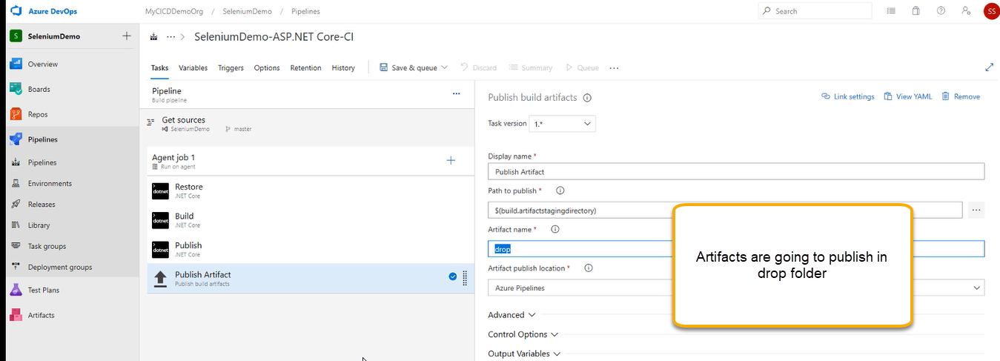 Azure DevOps
MyCICDDemoOrg / SeleniumDemo / Pipelines
Search
SS
S SeleniumDemo
Overview
Boards
Repos
Pipelines
Pipelines
Environments
Releases
Library
Task groups
Deployment groups
Test Plans
Artifacts
... > SeleniumDemo-ASP.NET Core-CI
Tasks Variables Triggers Options Retention History Save & queue Discard Summary Queue ...
Pipeline
Build pipeline
...
Get sources
SeleniumDemo master
Agent job 1
Run on agent
dotnet
Restore
.NET Core
dotnet
Build
.NET Core
dotnet
Publish
.NET Core
Publish Artifact
Publish build artifacts
Publish build artifacts
Link settings View YAML Remove
Task version 1.*
Display name *
Publish Artifact
Path to publish *
$(build.artifactstagingdirectory)
...
Artifact name *
drop
Artifact publish location *
Azure Pipelines
Advanced
Control Options
Output Variables
Artifacts are going to publish in
drop folder